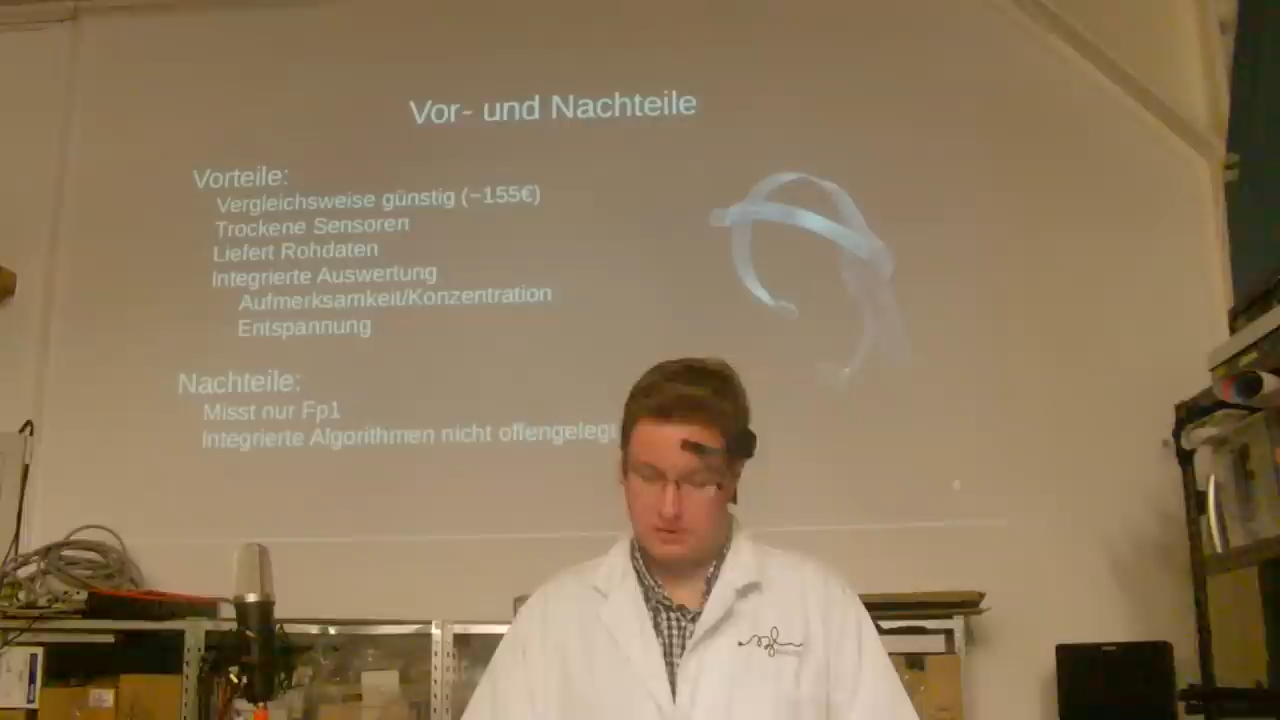 Vor- und Nachteile
Vorteile:
Vergleichsweise günstig (~155€)
Trockene Sensoren
Liefert Rohdaten
Integrierte Auswertung
Aufmerksamkeit/Konzentration
Entspannung
Nachteile:
Misst nur Fp1
Integrierte Algorithmen nicht offengelegt